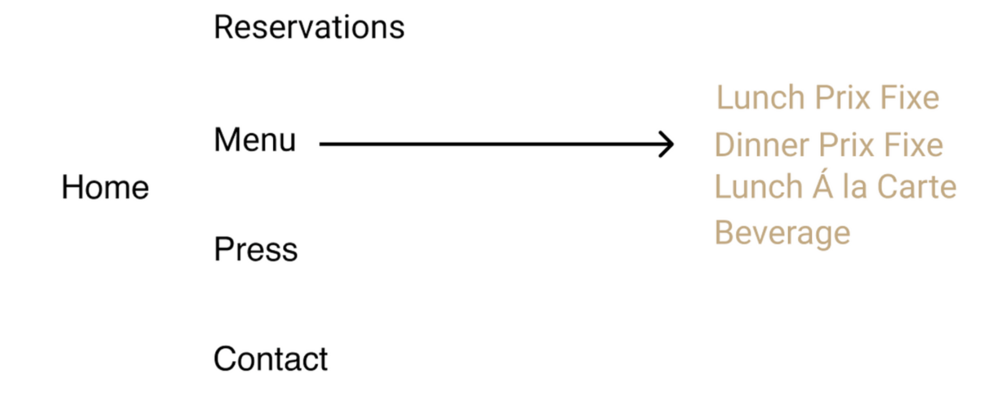 Reservations
Lunch Prix Fixe
Menu
Dinner Prix Fixe
Home
Lunch Á la Carte
Beverage
Press
Contact